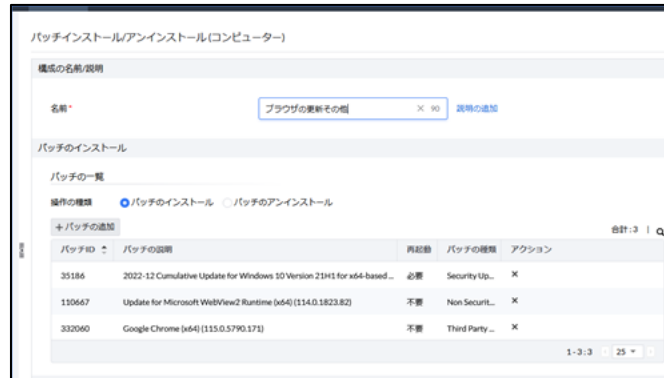 パッチインストール/アンインストール(コンピューター)
構成の名前/説明
名前* ブラウザの更新その他 × 90 説明の追加
パッチのインストール
パッチの一覧
操作の種類 パッチのインストール パッチのアンインストール
+パッチの追加 合計:3
パッチID パッチの説明 再起動 パッチの種類 アクション
35186 2022-12 Cumulative Update for Windows 10 Version 21H1 for x64-based ... 必要 Security Up... ×
110667 Update for Microsoft WebView2 Runtime (x64) (114.0.1823.82) 不要 Non Securit... ×
332060 Google Chrome (x64) (115.0.5790.171) 不要 Third Party ... ×
1-3:3 25